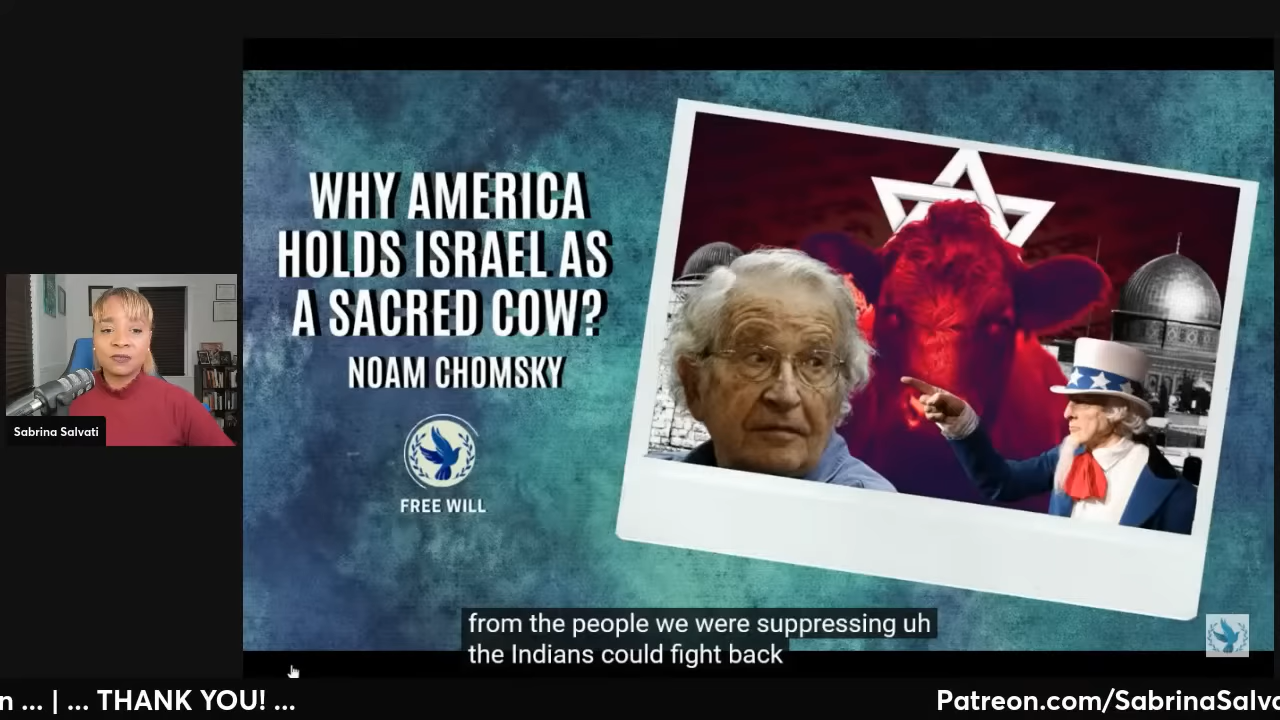 WHY AMERICA
HOLDS ISRAEL AS
A SACRED COW?
NOAM CHOMSKY
FREE WILL
Sabrina Salvati
from the people we were suppressing uh
the Indians could fight back
n ... | ... THANK YOU! ...
Patreon.com/SabrinaSalva